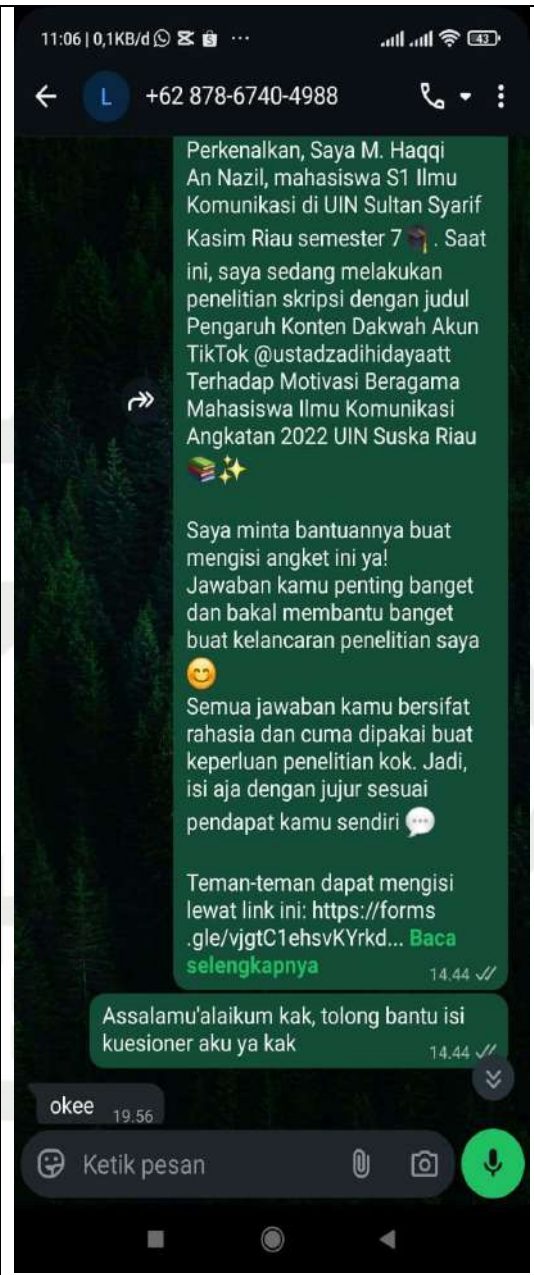 11:06 | 0,1KB/d
43
L +62 878-6740-4988
Perkenalkan, Saya M. Haqqi
An Nazil, mahasiswa S1 Ilmu
Komunikasi di UIN Sultan Syarif
Kasim Riau semester 7 🎓 . Saat
ini, saya sedang melakukan
penelitian skripsi dengan judul
Pengaruh Konten Dakwah Akun
TikTok @ustadzadihidayaatt
Terhadap Motivasi Beragama
Mahasiswa Ilmu Komunikasi
Angkatan 2022 UIN Suska Riau
📚✨
Saya minta bantuannya buat
mengisi angket ini ya!
Jawaban kamu penting banget
dan bakal membantu banget
buat kelancaran penelitian saya
😊
Semua jawaban kamu bersifat
rahasia dan cuma dipakai buat
keperluan penelitian kok. Jadi,
isi aja dengan jujur sesuai
pendapat kamu sendiri 💬
Teman-teman dapat mengisi
lewat link ini: https://forms
.gle/vjgtC1ehsvKYrkd... Baca
selengkapnya 14.44
Assalamu'alaikum kak, tolong bantu isi
kuesioner aku ya kak 14.44
okee 19.56
Ketik pesan